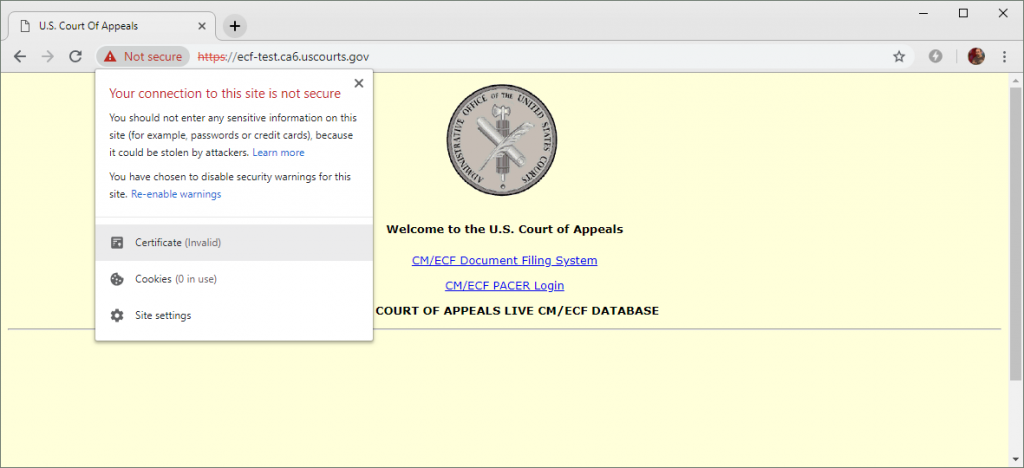 U.S. Court Of Appeals
Not secure https://ecf-test.ca6.uscourts.gov
Your connection to this site is not secure
You should not enter any sensitive information on this
site (for example, passwords or credit cards), because
it could be stolen by attackers. Learn more
You have chosen to disable security warnings for this
site. Re-enable warnings
Certificate (Invalid)
Cookies (0 in use)
Site settings
ADMINISTRATIVE OFFICE OF THE UNITED STATES COURTS
Welcome to the U.S. Court of Appeals
CM/ECF Document Filing System
CM/ECF PACER Login
COURT OF APPEALS LIVE CM/ECF DATABASE